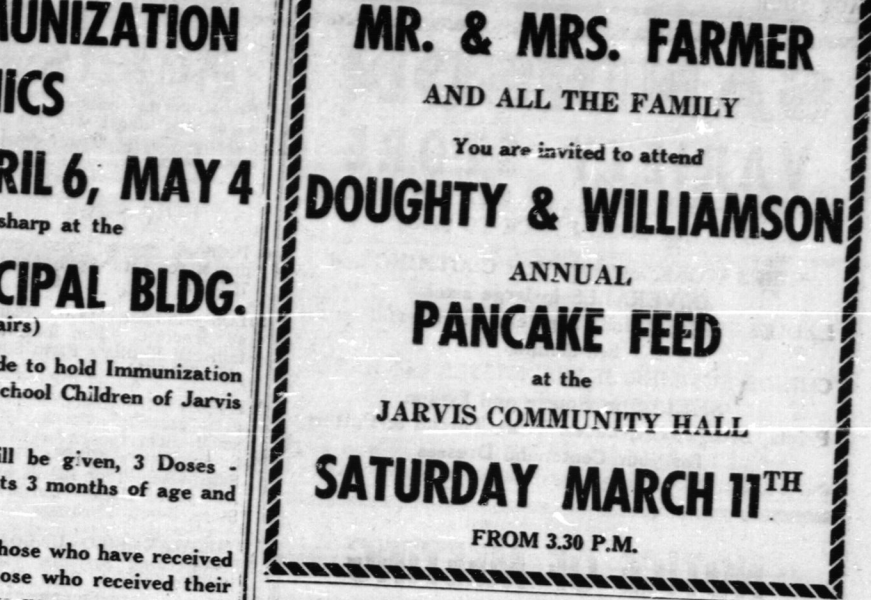 UNIZATION
ICS
RIL 6, MAY 4
sharp at the
CIPAL BLDG.
airs)
de to hold Immunization
chool Children of Jarvis
ll be given, 3 Doses -
ts 3 months of age and
hose who have received
ose who received their
MR. & MRS. FARMER
AND ALL THE FAMILY
You are invited to attend
DOUGHTY & WILLIAMSON
ANNUAL
PANCAKE FEED
at the
JARVIS COMMUNITY HALL
SATURDAY MARCH 11TH
FROM 3.30 P.M.